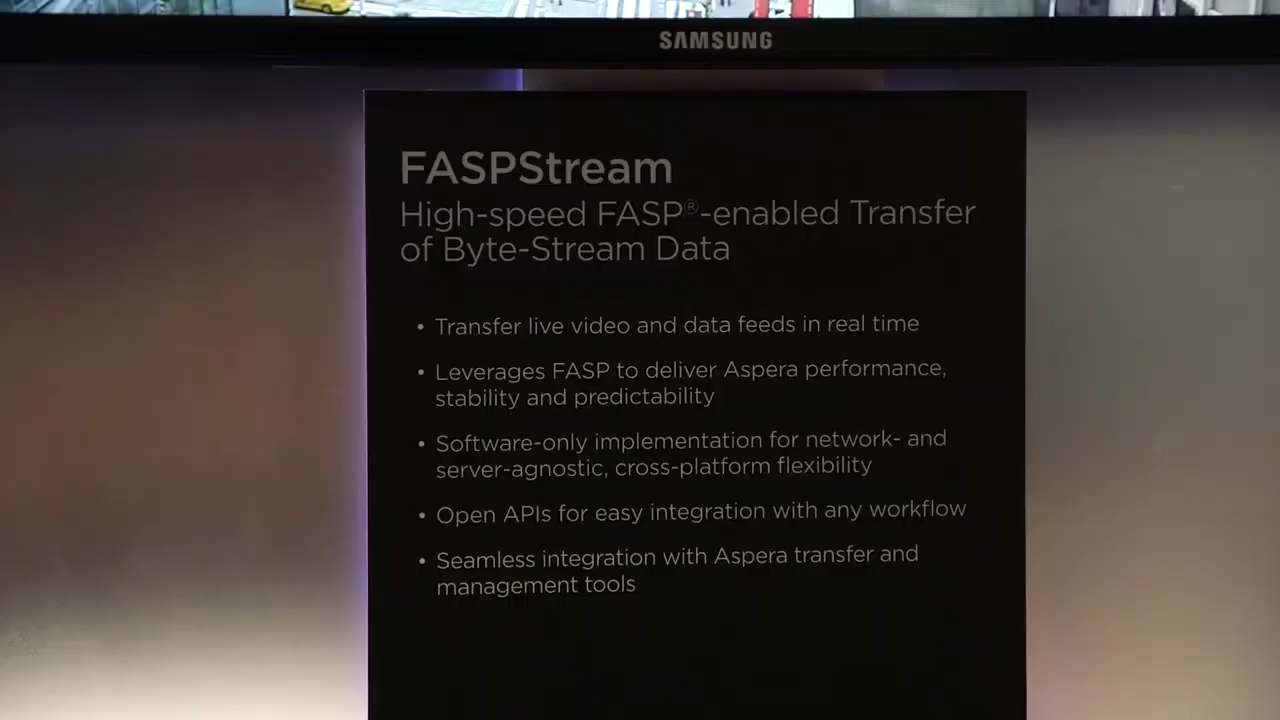 SAMSUNG
FASPStream
High-speed FASP®-enabled Transfer
of Byte-Stream Data
• Transfer live video and data feeds in real time
• Leverages FASP to deliver Aspera performance,
stability and predictability
• Software-only implementation for network- and
server-agnostic, cross-platform flexibility
• Open APIs for easy integration with any workflow
• Seamless integration with Aspera transfer and
management tools